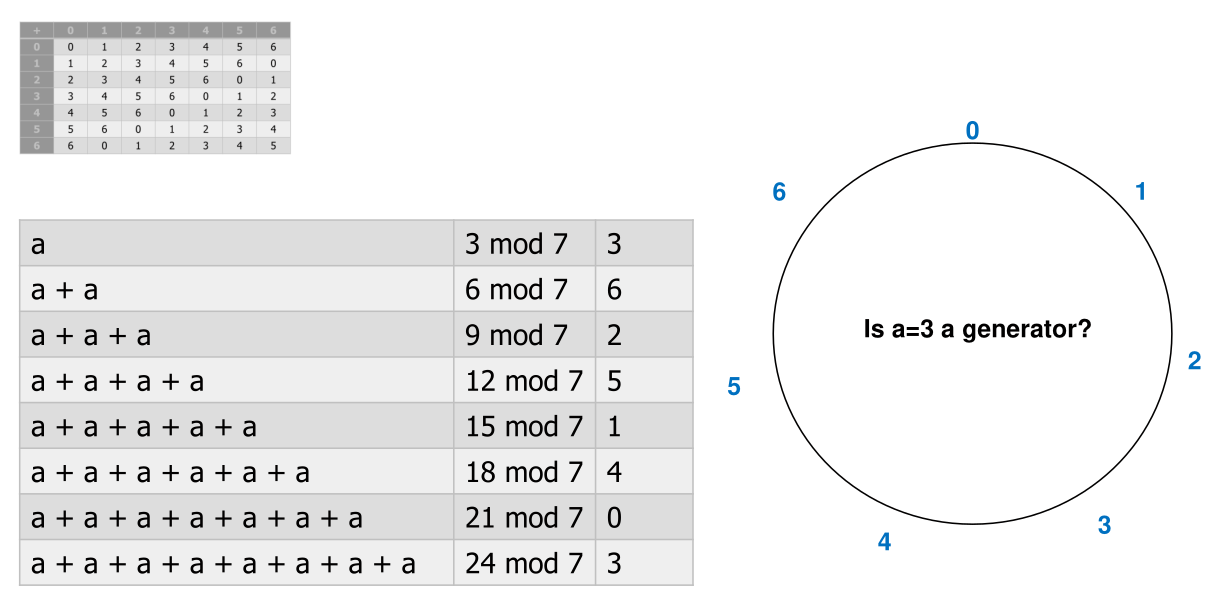 + 0 1 2 3 4 5 6
0 0 1 2 3 4 5 6
1 1 2 3 4 5 6 0
2 2 3 4 5 6 0 1
3 3 4 5 6 0 1 2
4 4 5 6 0 1 2 3
5 5 6 0 1 2 3 4
6 6 0 1 2 3 4 5
a 3 mod 7 3
a + a 6 mod 7 6
a + a + a 9 mod 7 2
a + a + a + a 12 mod 7 5
a + a + a + a + a 15 mod 7 1
a + a + a + a + a + a 18 mod 7 4
a + a + a + a + a + a + a 21 mod 7 0
a + a + a + a + a + a + a + a 24 mod 7 3
0
1
2
3
4
5
6
Is a=3 a generator?